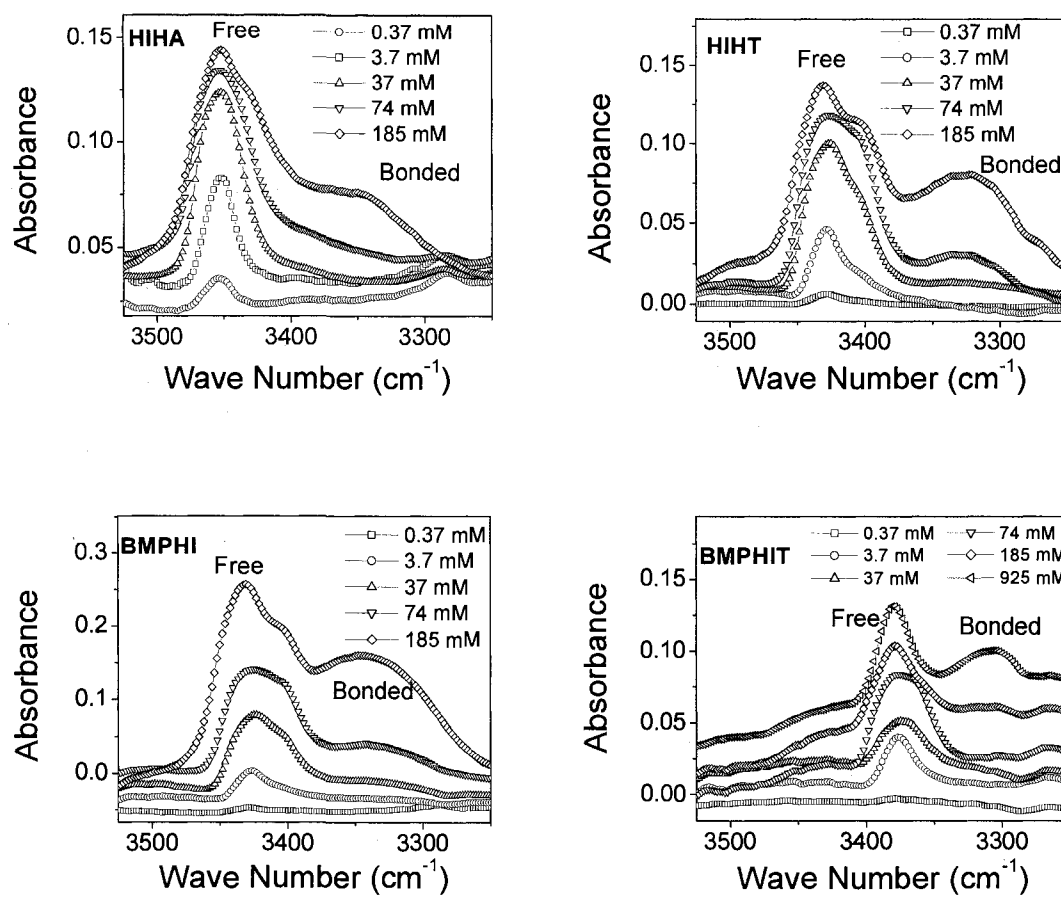 HIHA
Free
0.37 mM
3.7 mM
37 mM
74 mM
185 mM
Bonded
0.15
0.10
0.05
Absorbance
3500
3400
3300
Wave Number (cm⁻¹)
HIHT
Free
0.37 mM
3.7 mM
37 mM
74 mM
185 mM
Bonded
0.15
0.10
0.05
0.00
Absorbance
3500
3400
3300
Wave Number (cm⁻¹)
BMPHI
Free
0.37 mM
3.7 mM
37 mM
74 mM
185 mM
Bonded
0.3
0.2
0.1
0.0
Absorbance
3500
3400
3300
Wave Number (cm⁻¹)
BMPHIT
0.37 mM
74 mM
3.7 mM
185 mM
37 mM
925 mM
Free
Bonded
0.15
0.10
0.05
0.00
Absorbance
3500
3400
3300
Wave Number (cm⁻¹)